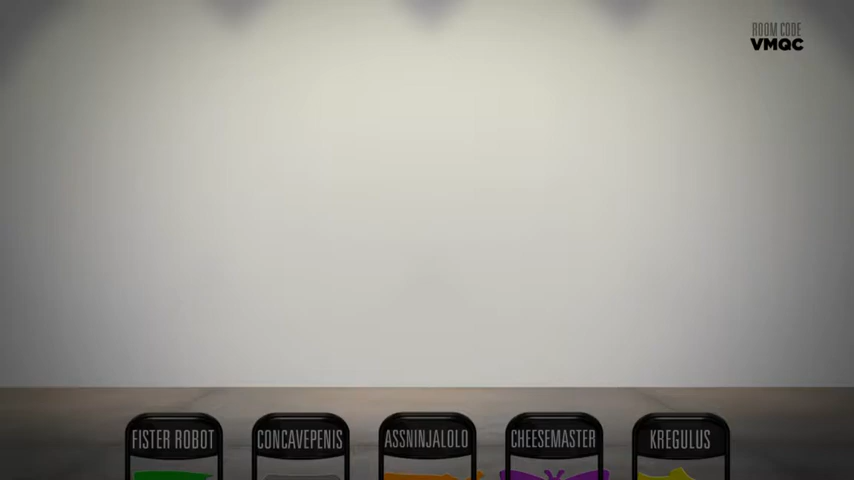 ROOM CODE
VMQC
FISTER ROBOT
CONCAVEPENIS
ASSNINJALOLO
CHEESEMASTER
KREGULUS